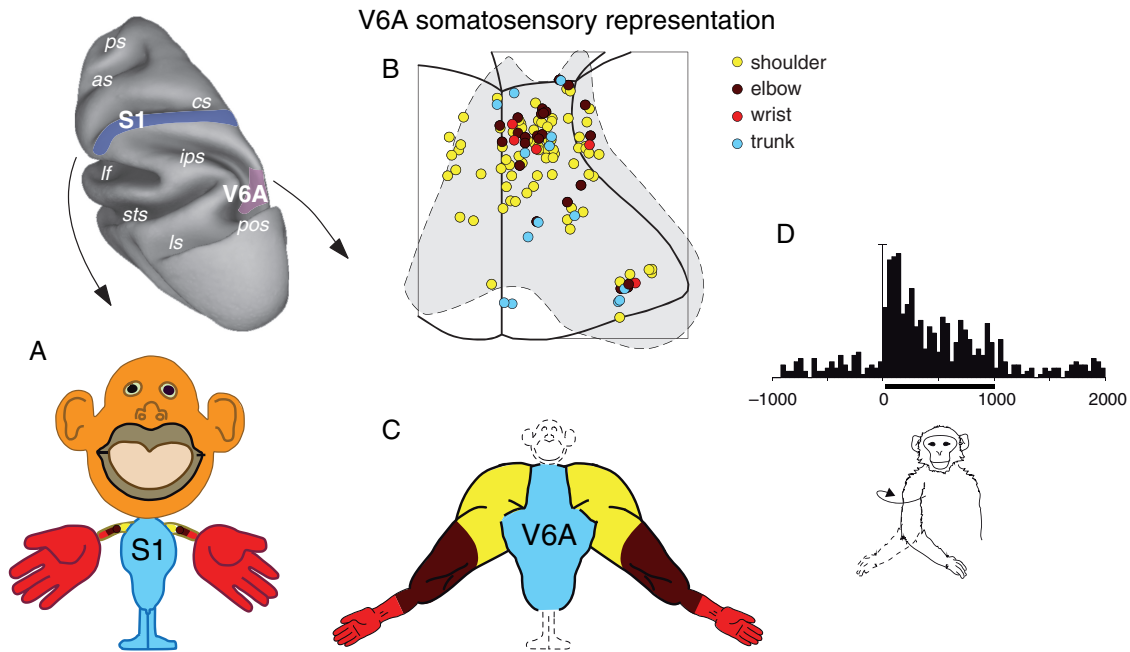 V6A somatosensory representation
ps
as
cs
S1
ips
lf
V6A
sts
pos
ls
B
shoulder
elbow
wrist
trunk
D
−1000
0
1000
2000
A
S1
C
V6A